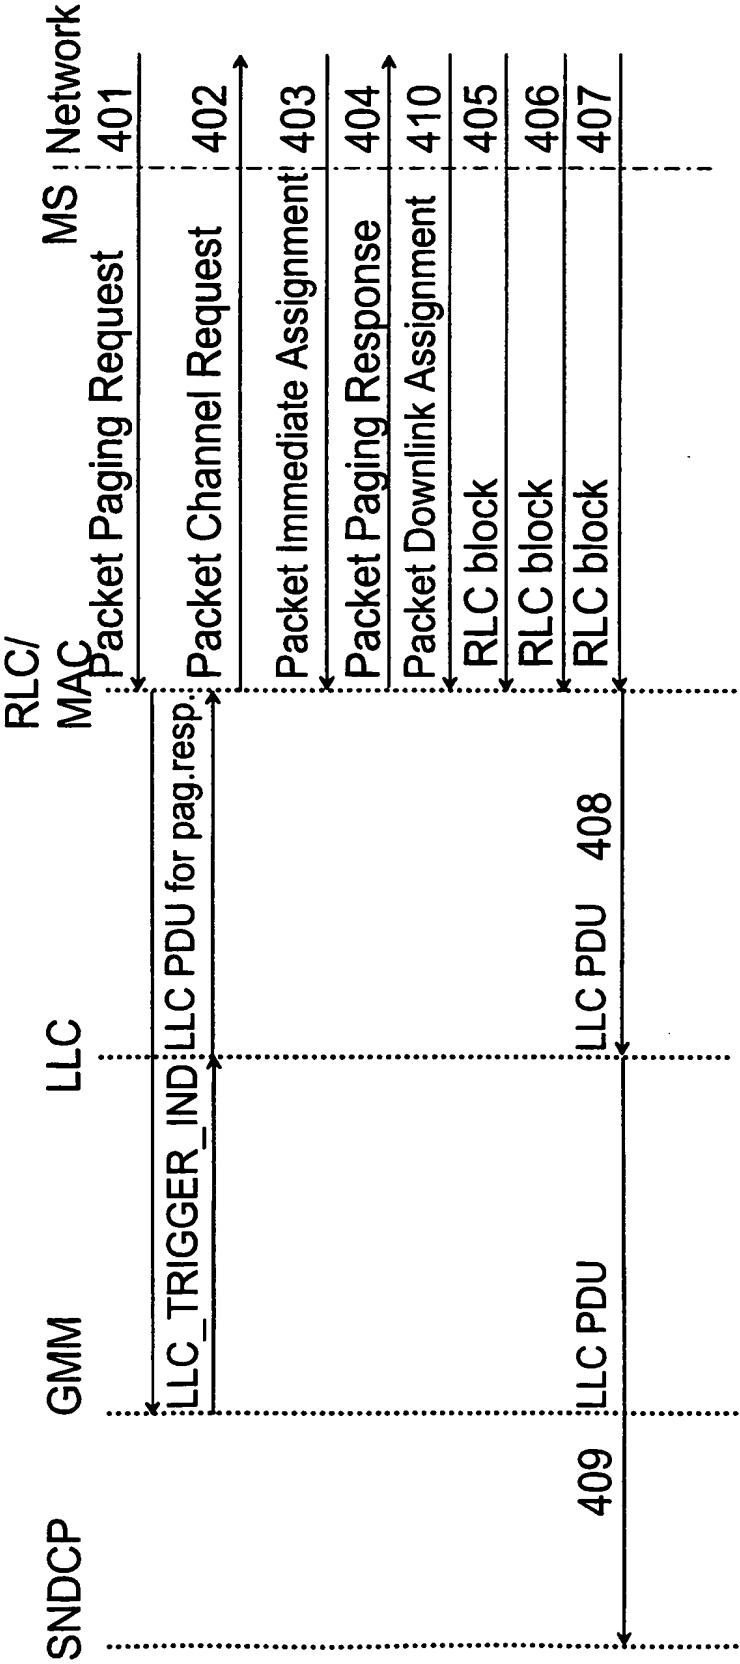 SNDCP
GMM
LLC
RLC/
MAC
MS
Network
Packet Paging Request 401
LLC_TRIGGER_IND
LLC PDU for pag.resp.
Packet Channel Request 402
Packet Immediate Assignment 403
Packet Paging Response 404
Packet Downlink Assignment 410
RLC block 405
RLC block 406
RLC block 407
LLC PDU 408
409 LLC PDU